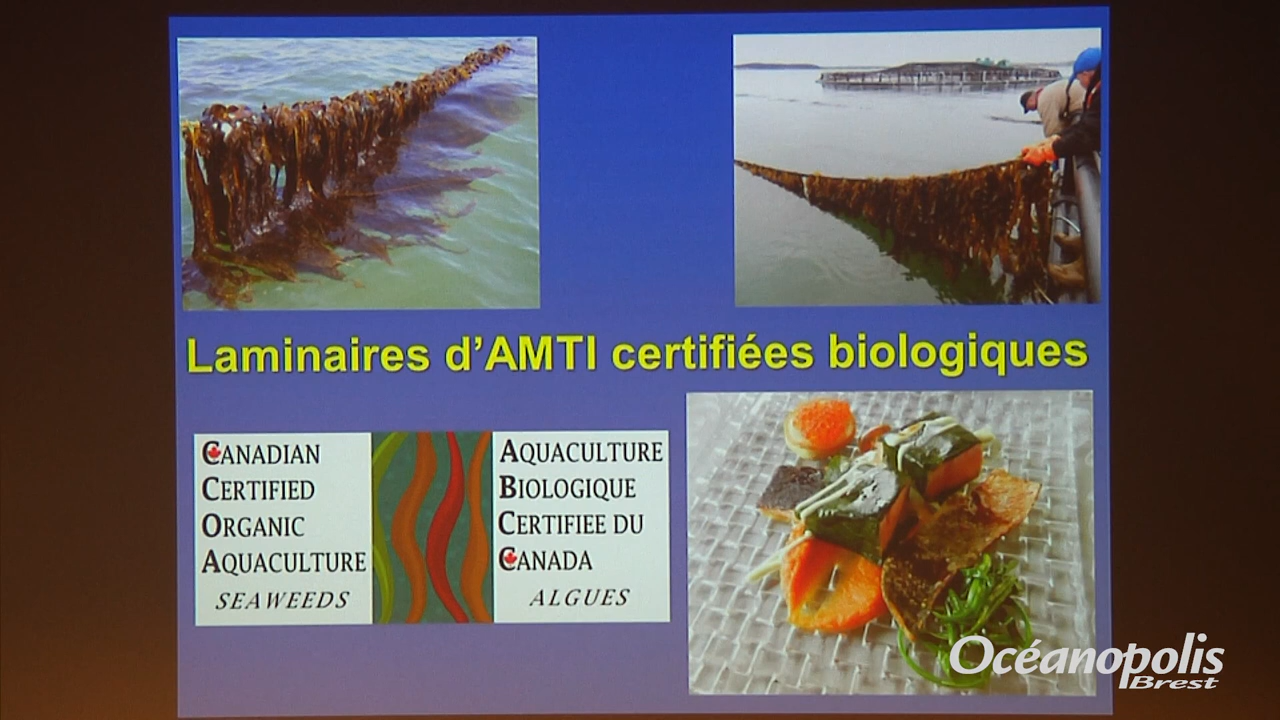 Laminaires d'AMTI certifiées biologiques
CANADIAN
CERTIFIED
ORGANIC
AQUACULTURE
SEAWEEDS
AQUACULTURE
BIOLOGIQUE
CERTIFIEE DU
CANADA
ALGUES
Océanopolis
Brest